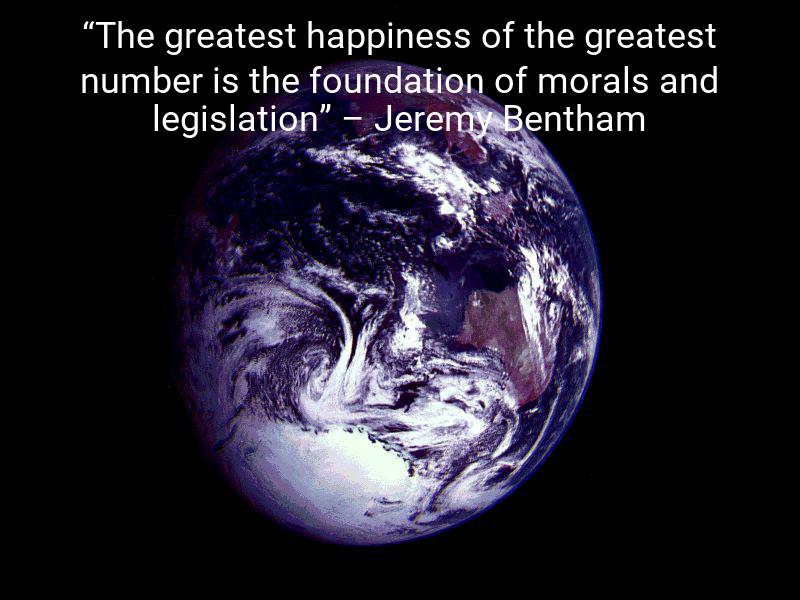 “The greatest happiness of the greatest
number is the foundation of morals and
legislation” – Jeremy Bentham